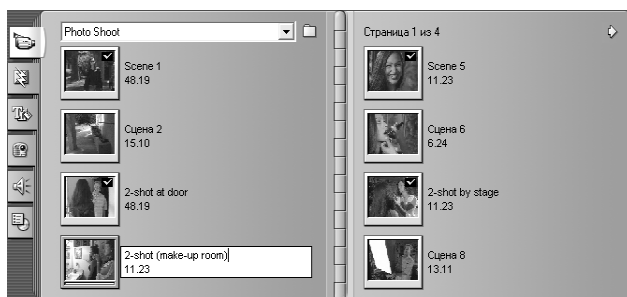 Photo Shoot
Scene 1
48.19
Сцена 2
15.10
2-shot at door
48.19
2-shot (make-up room)
11.23
Страница 1 из 4
Scene 5
11.23
Сцена 6
6.24
2-shot by stage
11.23
Сцена 8
13.11